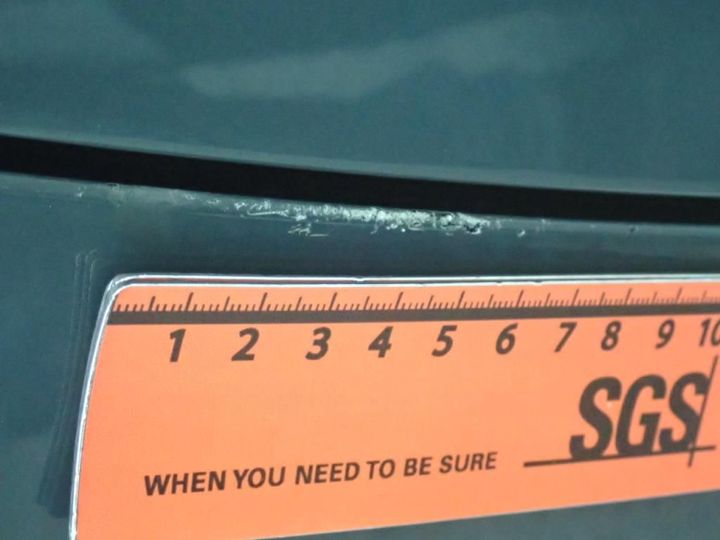 1 2 3 4 5 6 7 8 9 10
SGS
WHEN YOU NEED TO BE SURE